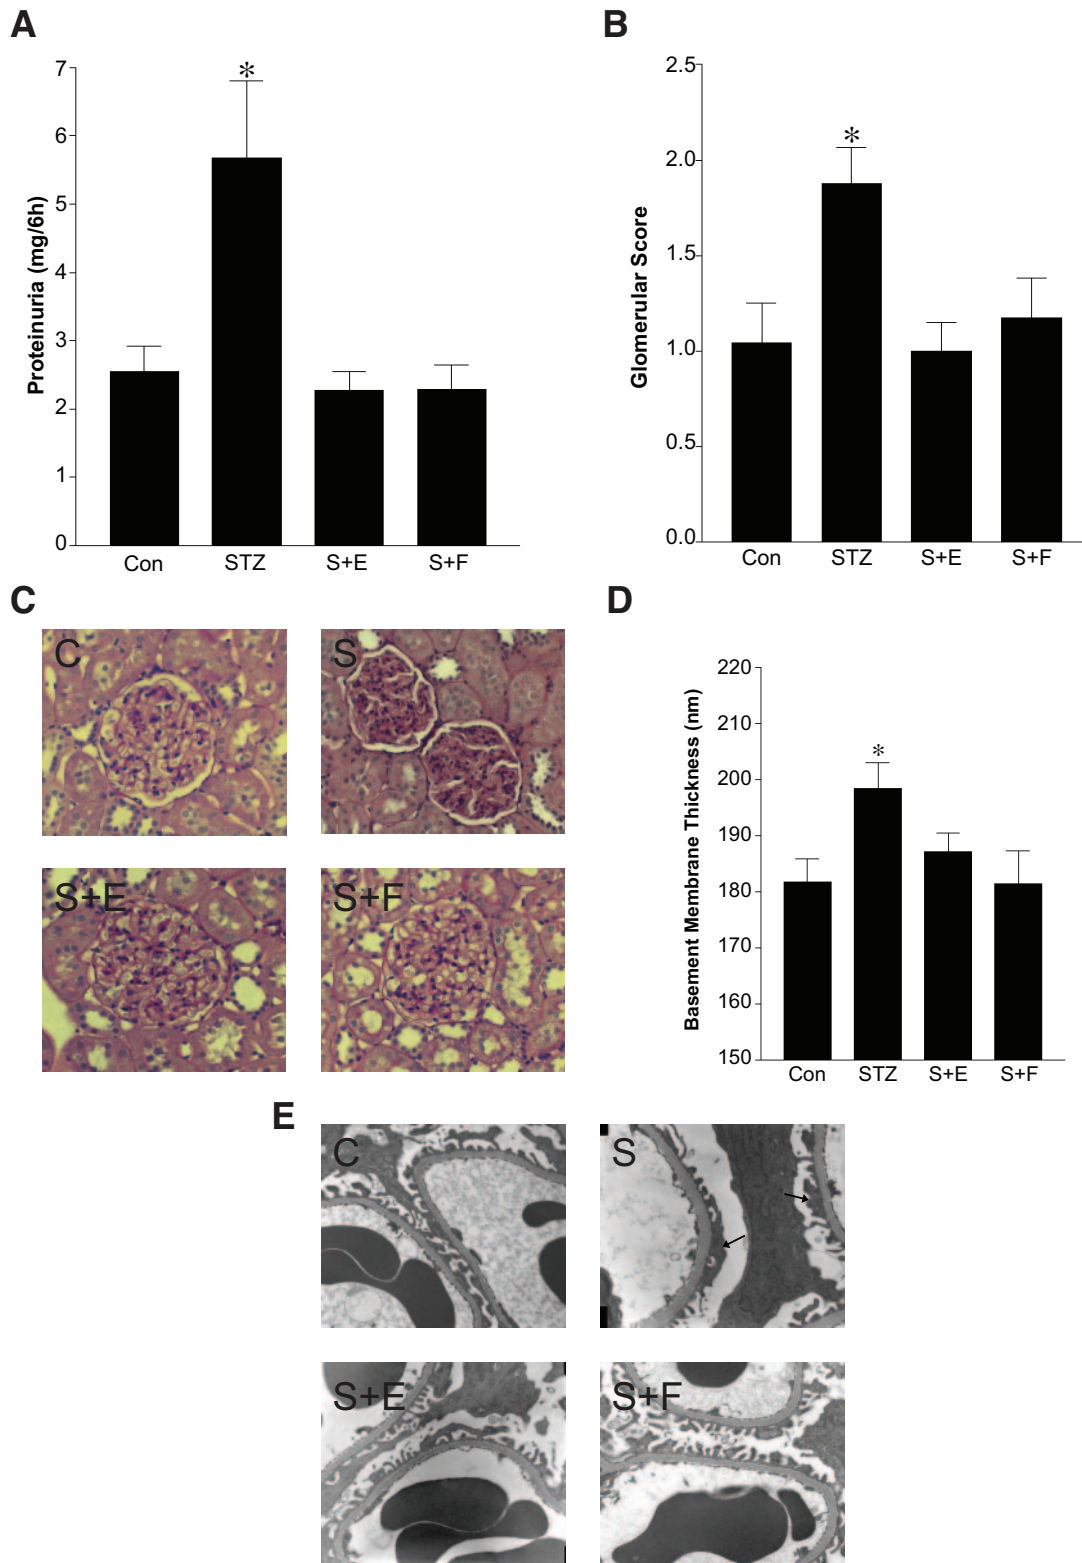 A
7
6
5
4
3
2
1
0
Proteinuria (mg/6h)
*
Con STZ S+E S+F
B
2.5
2.0
1.5
1.0
0.5
0.0
Glomerular Score
*
Con STZ S+E S+F
C
C
S
S+E
S+F
D
220
210
200
190
180
170
160
150
Basement Membrane Thickness (nm)
*
Con STZ S+E S+F
E
C
S
S+E
S+F